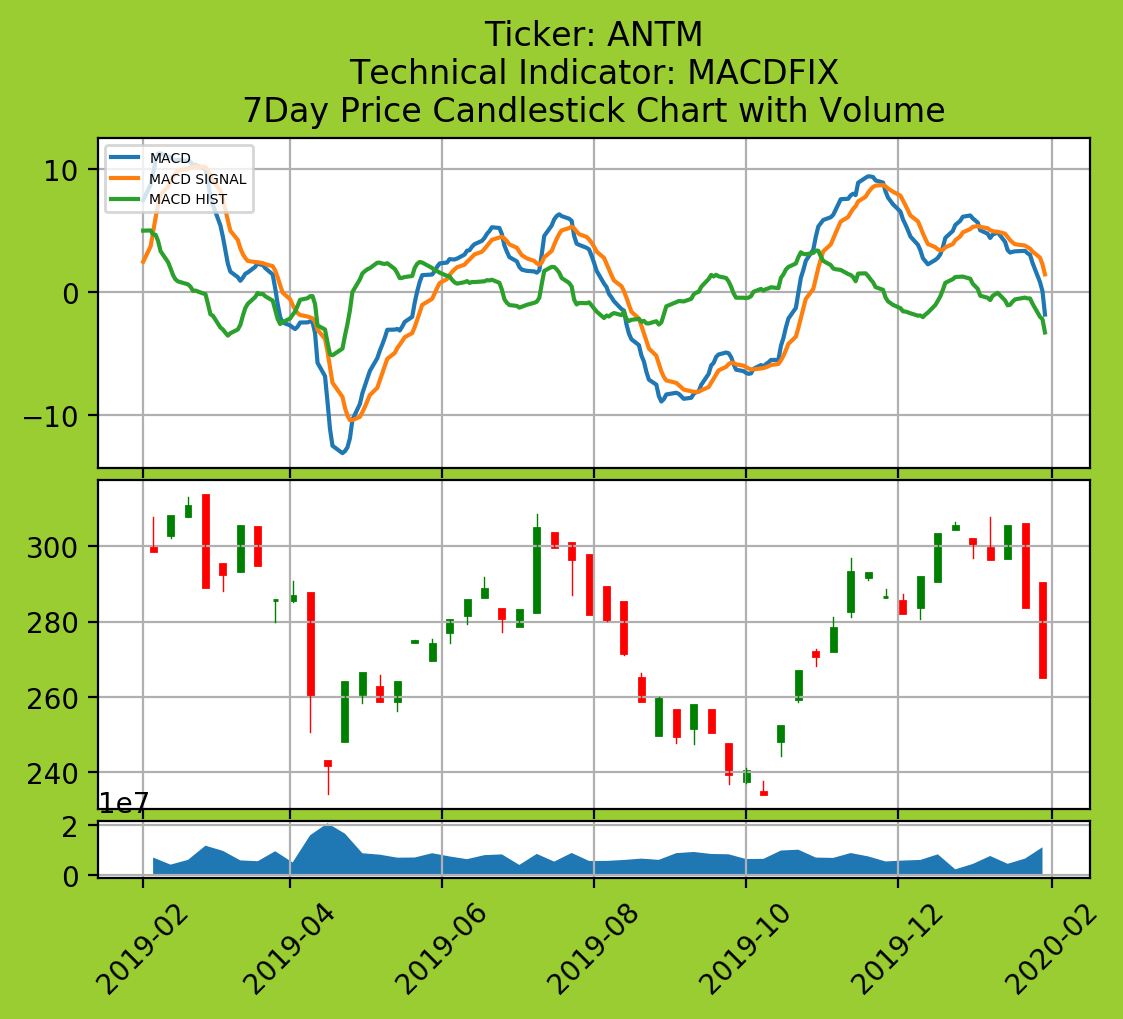 Ticker: ANTM
Technical Indicator: MACDFIX
7Day Price Candlestick Chart with Volume
MACD
MACD SIGNAL
MACD HIST
10
0
−10
300
280
260
240
1e7
2
0
2019-02
2019-04
2019-06
2019-08
2019-10
2019-12
2020-02